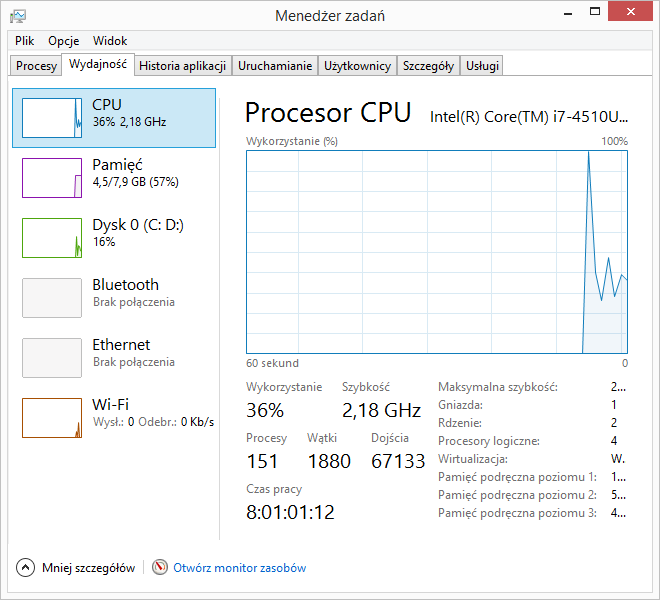 Menedżer zadań
Plik Opcje Widok
Procesy Wydajność Historia aplikacji Uruchamianie Użytkownicy Szczegóły Usługi
CPU
36% 2,18 GHz
Pamięć
4,5/7,9 GB (57%)
Dysk 0 (C: D:)
16%
Bluetooth
Brak połączenia
Ethernet
Brak połączenia
Wi-Fi
Wysł.: 0 Odebr.: 0 Kb/s
Procesor CPU Intel(R) Core(TM) i7-4510U...
Wykorzystanie (%) 100%
60 sekund 0
Wykorzystanie Szybkość
36% 2,18 GHz
Procesy Wątki Dojścia
151 1880 67133
Czas pracy
8:01:01:12
Maksymalna szybkość: 2...
Gniazda: 1
Rdzenie: 2
Procesory logiczne: 4
Wirtualizacja: W.
Pamięć podręczna poziomu 1: 1...
Pamięć podręczna poziomu 2: 5...
Pamięć podręczna poziomu 3: 4...
Mniej szczegółów Otwórz monitor zasobów